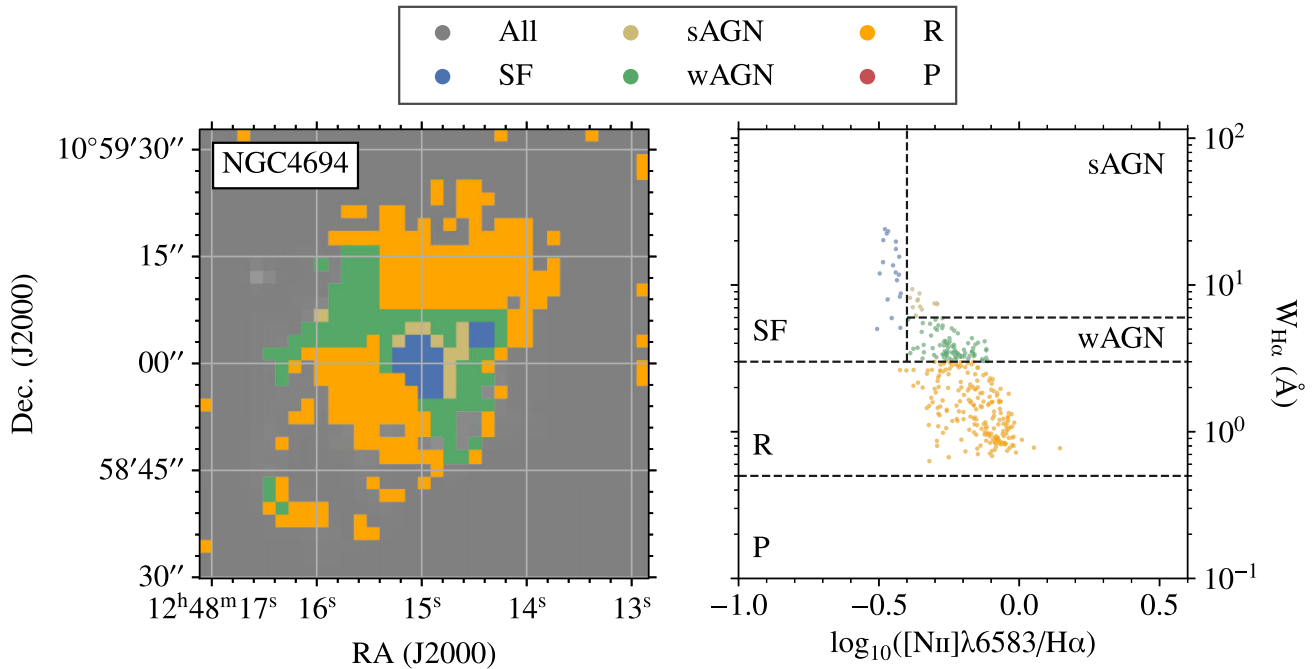 All sAGN R
SF wAGN P
NGC4694
10°59′30′′
15′′
00′′
58′45′′
30′′
12ʰ48ᵐ17ˢ 16ˢ 15ˢ 14ˢ 13ˢ
RA (J2000)
Dec. (J2000)
sAGN
SF
wAGN
R
P
10²
10¹
10⁰
10⁻¹
−1.0 −0.5 0.0 0.5
log₁₀([NII]λ6583/Hα)
W_Hα (Å)